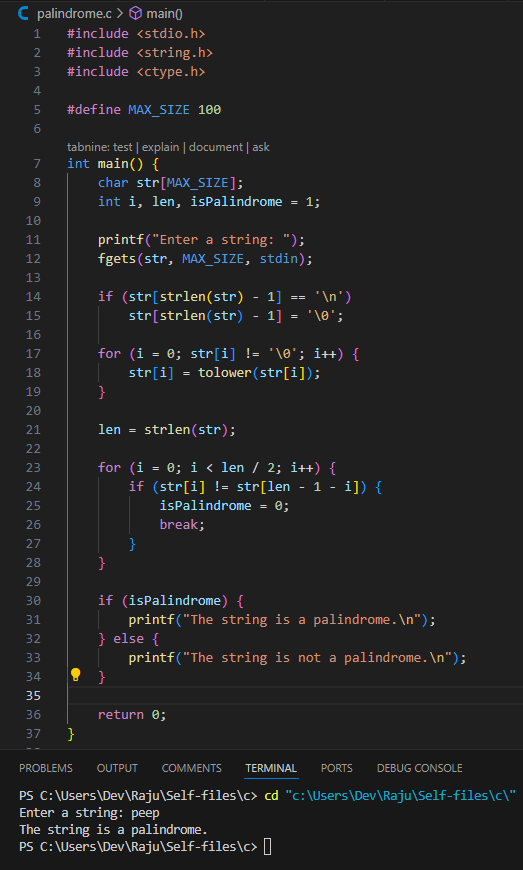 palindrome.c > main()
1 #include <stdio.h>
2 #include <string.h>
3 #include <ctype.h>
4
5 #define MAX_SIZE 100
6
tabnine: test | explain | document | ask
7 int main() {
8     char str[MAX_SIZE];
9     int i, len, isPalindrome = 1;
10
11     printf("Enter a string: ");
12     fgets(str, MAX_SIZE, stdin);
13
14     if (str[strlen(str) - 1] == '\n')
15         str[strlen(str) - 1] = '\0';
16
17     for (i = 0; str[i] != '\0'; i++) {
18         str[i] = tolower(str[i]);
19     }
20
21     len = strlen(str);
22
23     for (i = 0; i < len / 2; i++) {
24         if (str[i] != str[len - 1 - i]) {
25             isPalindrome = 0;
26             break;
27         }
28     }
29
30     if (isPalindrome) {
31         printf("The string is a palindrome.\n");
32     } else {
33         printf("The string is not a palindrome.\n");
34     }
35
36     return 0;
37 }
PROBLEMS OUTPUT COMMENTS TERMINAL PORTS DEBUG CONSOLE
PS C:\Users\Dev\Raju\Self-files\c> cd "c:\Users\Dev\Raju\Self-files\c\"
Enter a string: peep
The string is a palindrome.
PS C:\Users\Dev\Raju\Self-files\c>